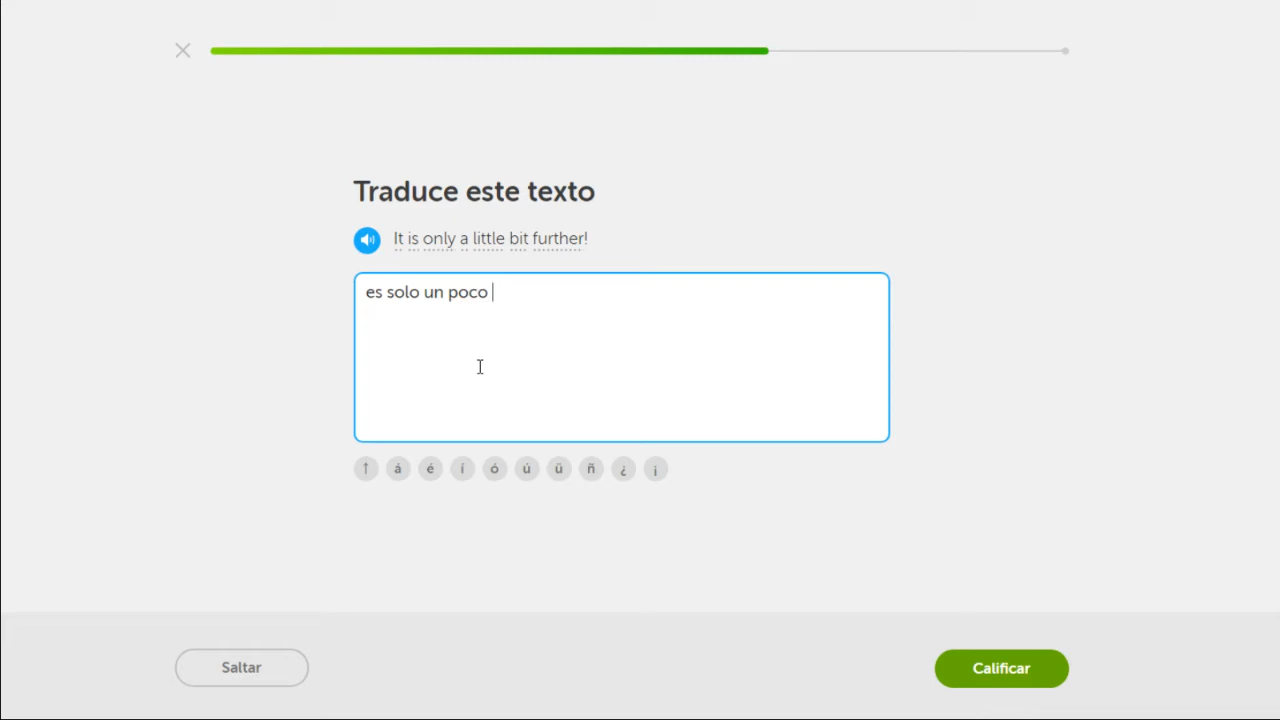 Traduce este texto
It is only a little bit further!
es solo un poco
↑ á é í ó ú ü ñ ¿ ¡
Saltar
Calificar